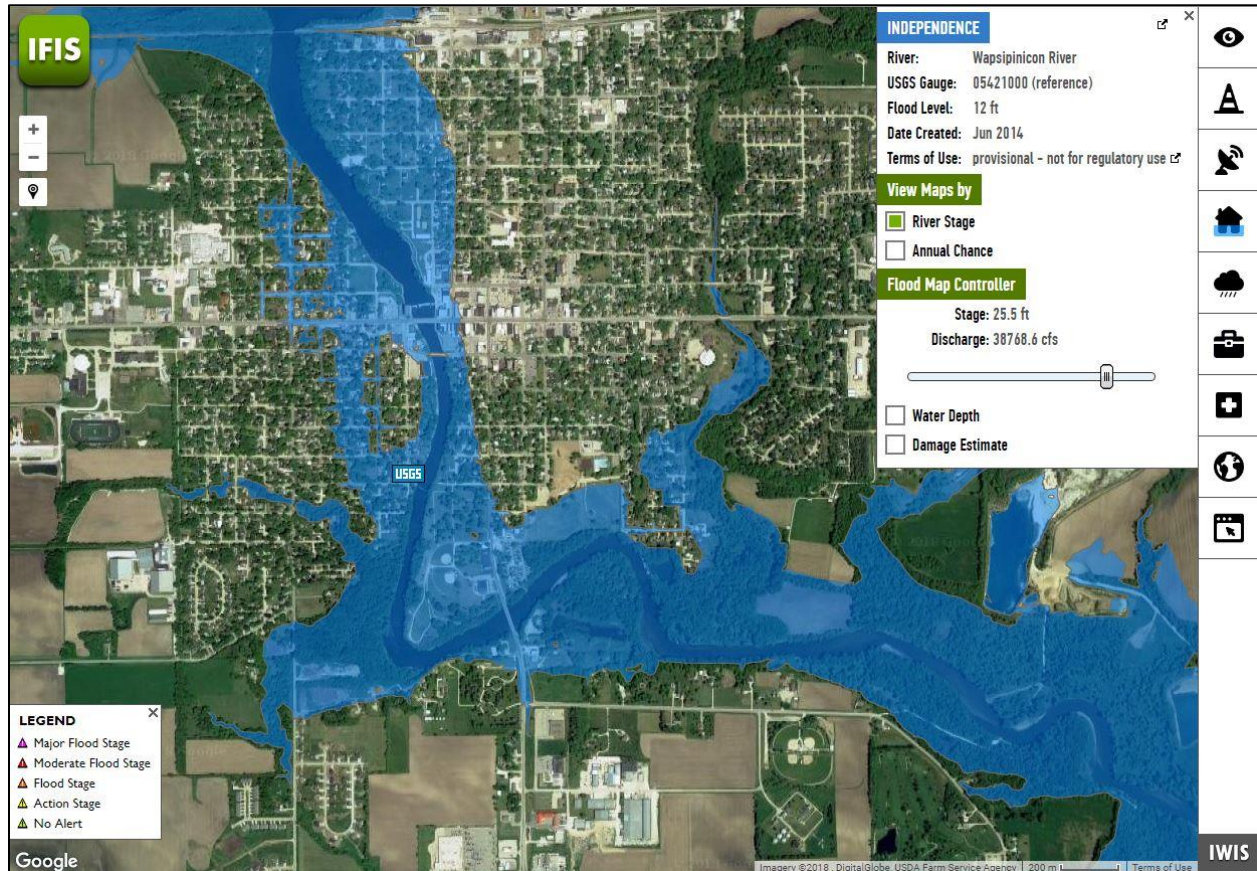 IFIS
+
−
INDEPENDENCE
River: Wapsipinicon River
USGS Gauge: 05421000 (reference)
Flood Level: 12 ft
Date Created: Jun 2014
Terms of Use: provisional - not for regulatory use
View Maps by
River Stage
Annual Chance
Flood Map Controller
Stage: 25.5 ft
Discharge: 38768.6 cfs
Water Depth
Damage Estimate
USGS
LEGEND
Major Flood Stage
Moderate Flood Stage
Flood Stage
Action Stage
No Alert
Google
Imagery ©2018 , DigitalGlobe, USDA Farm Service Agency 200 m Terms of Use
IWIS